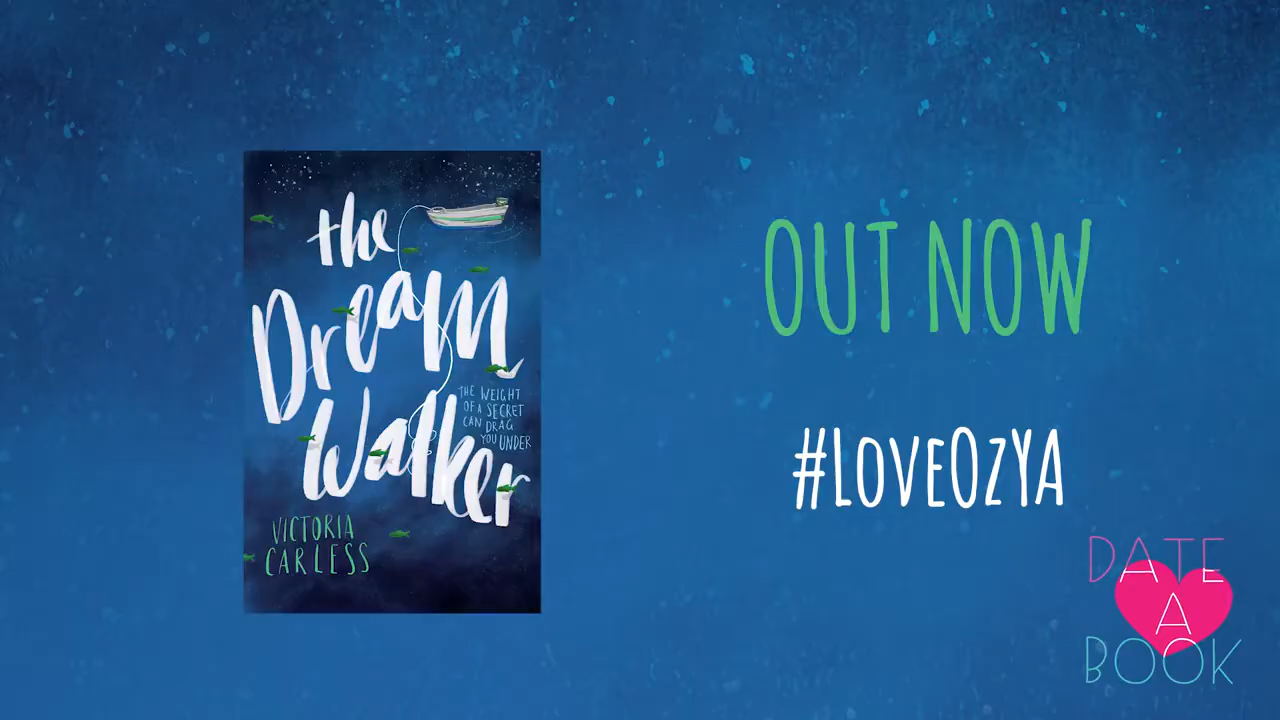 the
Dream
Walker
THE WEIGHT
OF A SECRET
CAN DRAG
YOU UNDER
VICTORIA
CARLESS
OUT NOW
#LOVEOZYA
DATE
A
BOOK